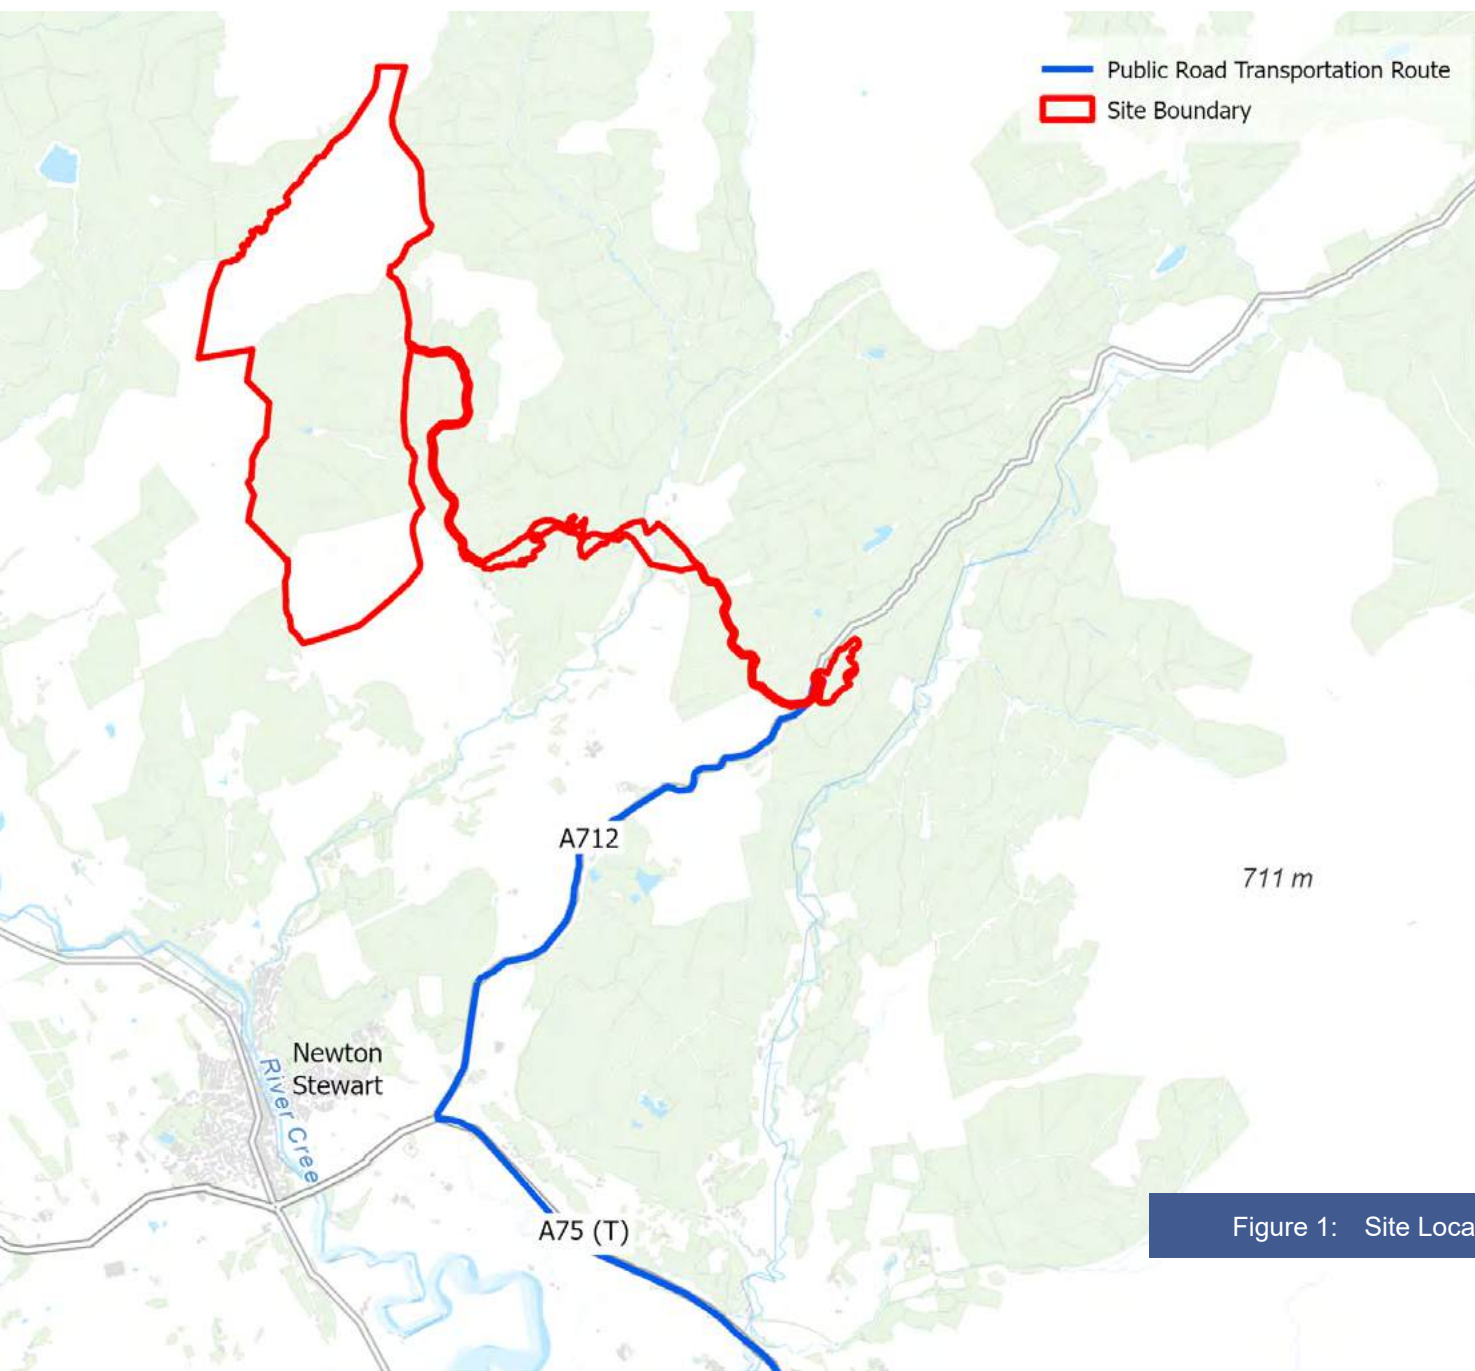 Public Road Transportation Route
Site Boundary
A712
711 m
Newton
Stewart
River Cree
A75 (T)
Figure 1: Site Loca